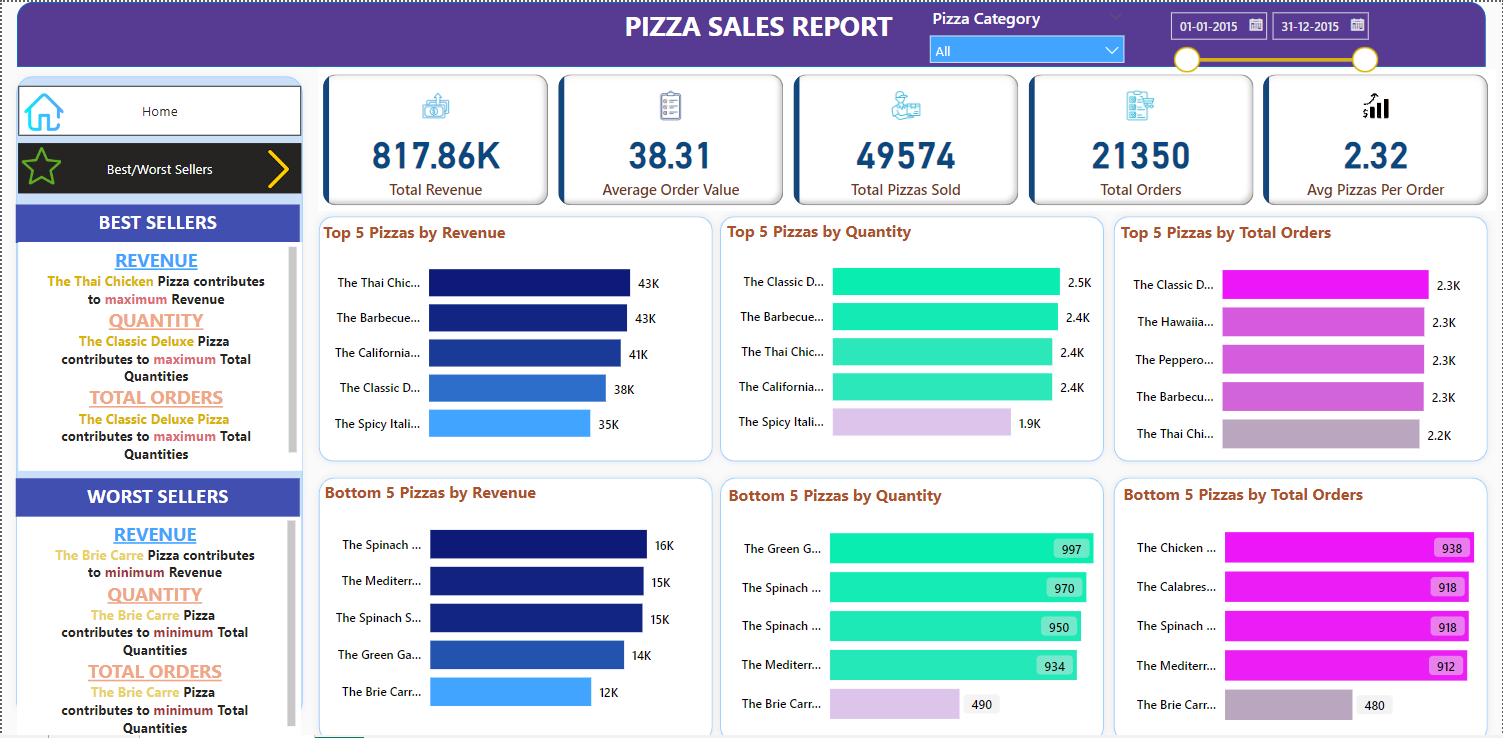 PIZZA SALES REPORT
Pizza Category
All
01-01-2015
31-12-2015
Home
Best/Worst Sellers
817.86K
Total Revenue
38.31
Average Order Value
49574
Total Pizzas Sold
21350
Total Orders
2.32
Avg Pizzas Per Order
BEST SELLERS
REVENUE
The Thai Chicken Pizza contributes
to maximum Revenue
QUANTITY
The Classic Deluxe Pizza
contributes to maximum Total
Quantities
TOTAL ORDERS
The Classic Deluxe Pizza
contributes to maximum Total
Quantities
WORST SELLERS
REVENUE
The Brie Carre Pizza contributes
to minimum Revenue
QUANTITY
The Brie Carre Pizza
contributes to minimum Total
Quantities
TOTAL ORDERS
The Brie Carre Pizza
contributes to minimum Total
Quantities
Top 5 Pizzas by Revenue
The Thai Chic... 43K
The Barbecue... 43K
The California... 41K
The Classic D... 38K
The Spicy Itali... 35K
Top 5 Pizzas by Quantity
The Classic D... 2.5K
The Barbecue... 2.4K
The Thai Chic... 2.4K
The California... 2.4K
The Spicy Itali... 1.9K
Top 5 Pizzas by Total Orders
The Classic D... 2.3K
The Hawaiia... 2.3K
The Peppero... 2.3K
The Barbecu... 2.3K
The Thai Chi... 2.2K
Bottom 5 Pizzas by Revenue
The Spinach ... 16K
The Mediterr... 15K
The Spinach S... 15K
The Green Ga... 14K
The Brie Carr... 12K
Bottom 5 Pizzas by Quantity
The Green G... 997
The Spinach ... 970
The Spinach ... 950
The Mediterr... 934
The Brie Carr... 490
Bottom 5 Pizzas by Total Orders
The Chicken ... 938
The Calabres... 918
The Spinach ... 918
The Mediterr... 912
The Brie Carr... 480